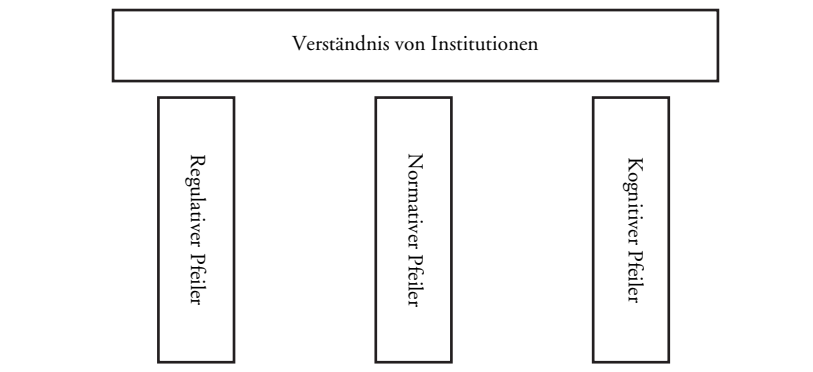 Verständnis von Institutionen
Regulativer Pfeiler
Normativer Pfeiler
Kognitiver Pfeiler